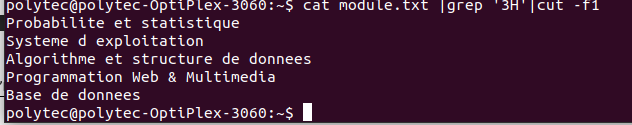 polytec@polytec-OptiPlex-3060:~$ cat module.txt |grep '3H'|cut -f1
Probabilite et statistique
Systeme d exploitation
Algorithme et structure de donnees
Programmation Web & Multimedia
Base de donnees
polytec@polytec-OptiPlex-3060:~$